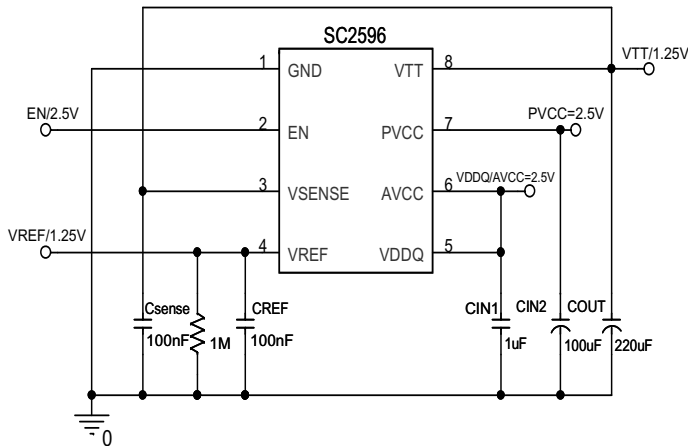 SC2596
1 GND VTT 8 VTT/1.25V
EN/2.5V 2 EN PVCC 7 PVCC=2.5V
3 VSENSE AVCC 6 VDDQ/AVCC=2.5V
VREF/1.25V 4 VREF VDDQ 5
Csense CREF CIN1 CIN2 COUT
100nF 1M 100nF 1uF 100uF 220uF
0